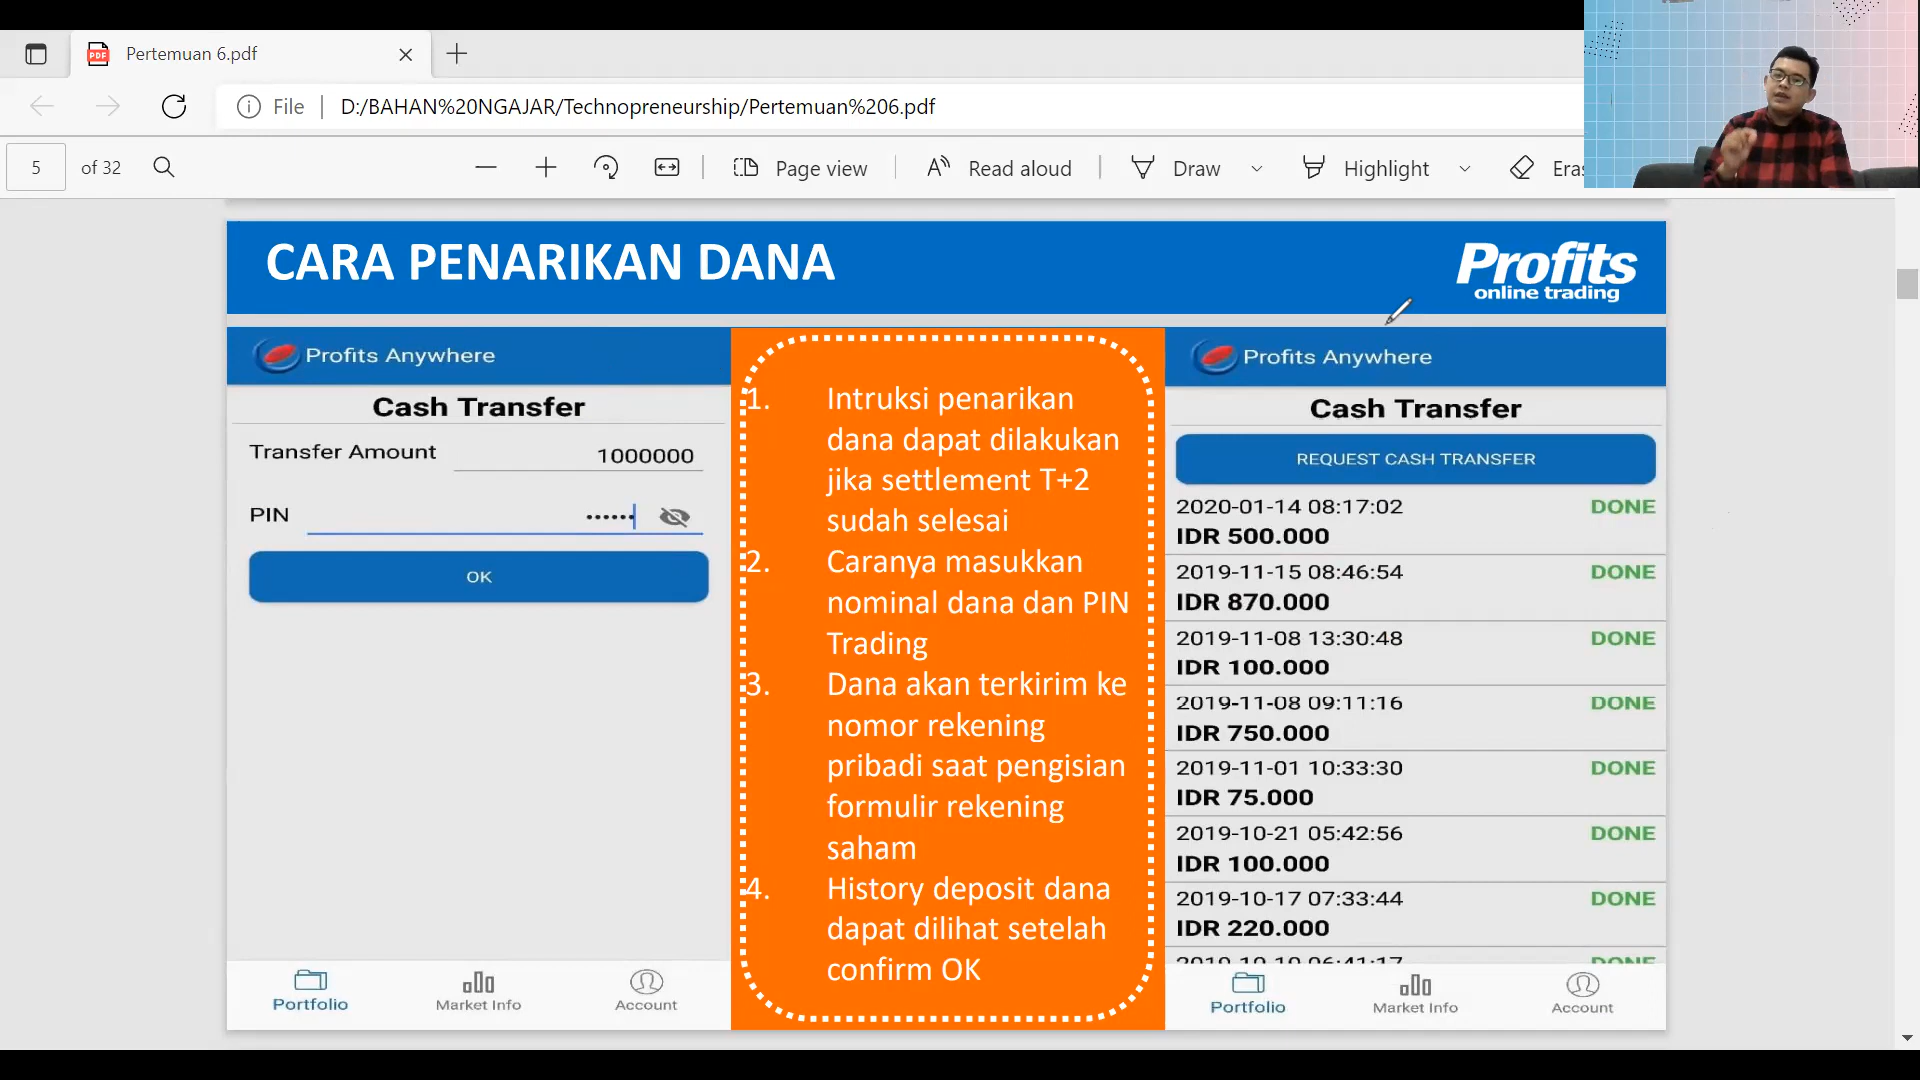 Pertemuan 6.pdf
File
D:/BAHAN%20NGAJAR/Technopreneurship/Pertemuan%206.pdf
5 of 32
Page view
Read aloud
Draw
Highlight
CARA PENARIKAN DANA
Profits
online trading
Profits Anywhere
Cash Transfer
Transfer Amount 1000000
PIN
OK
Portfolio
Market Info
Account
1. Intruksi penarikan
dana dapat dilakukan
jika settlement T+2
sudah selesai
2. Caranya masukkan
nominal dana dan PIN
Trading
3. Dana akan terkirim ke
nomor rekening
pribadi saat pengisian
formulir rekening
saham
4. History deposit dana
dapat dilihat setelah
confirm OK
Profits Anywhere
Cash Transfer
REQUEST CASH TRANSFER
2020-01-14 08:17:02 DONE
IDR 500.000
2019-11-15 08:46:54 DONE
IDR 870.000
2019-11-08 13:30:48 DONE
IDR 100.000
2019-11-08 09:11:16 DONE
IDR 750.000
2019-11-01 10:33:30 DONE
IDR 75.000
2019-10-21 05:42:56 DONE
IDR 100.000
2019-10-17 07:33:44 DONE
IDR 220.000
Portfolio
Market Info
Account